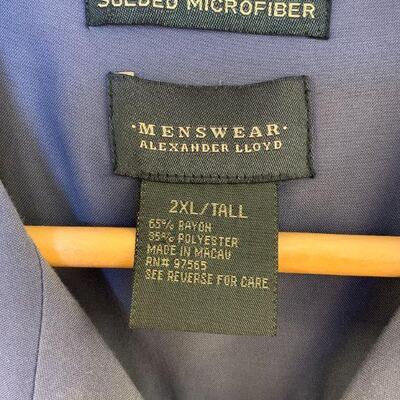 SUEDED MICROFIBER
·MENSWEAR·
ALEXANDER LLOYD
2XL/TALL
65% RAYON
35% POLYESTER
MADE IN MACAU
RN# 97565
SEE REVERSE FOR CARE